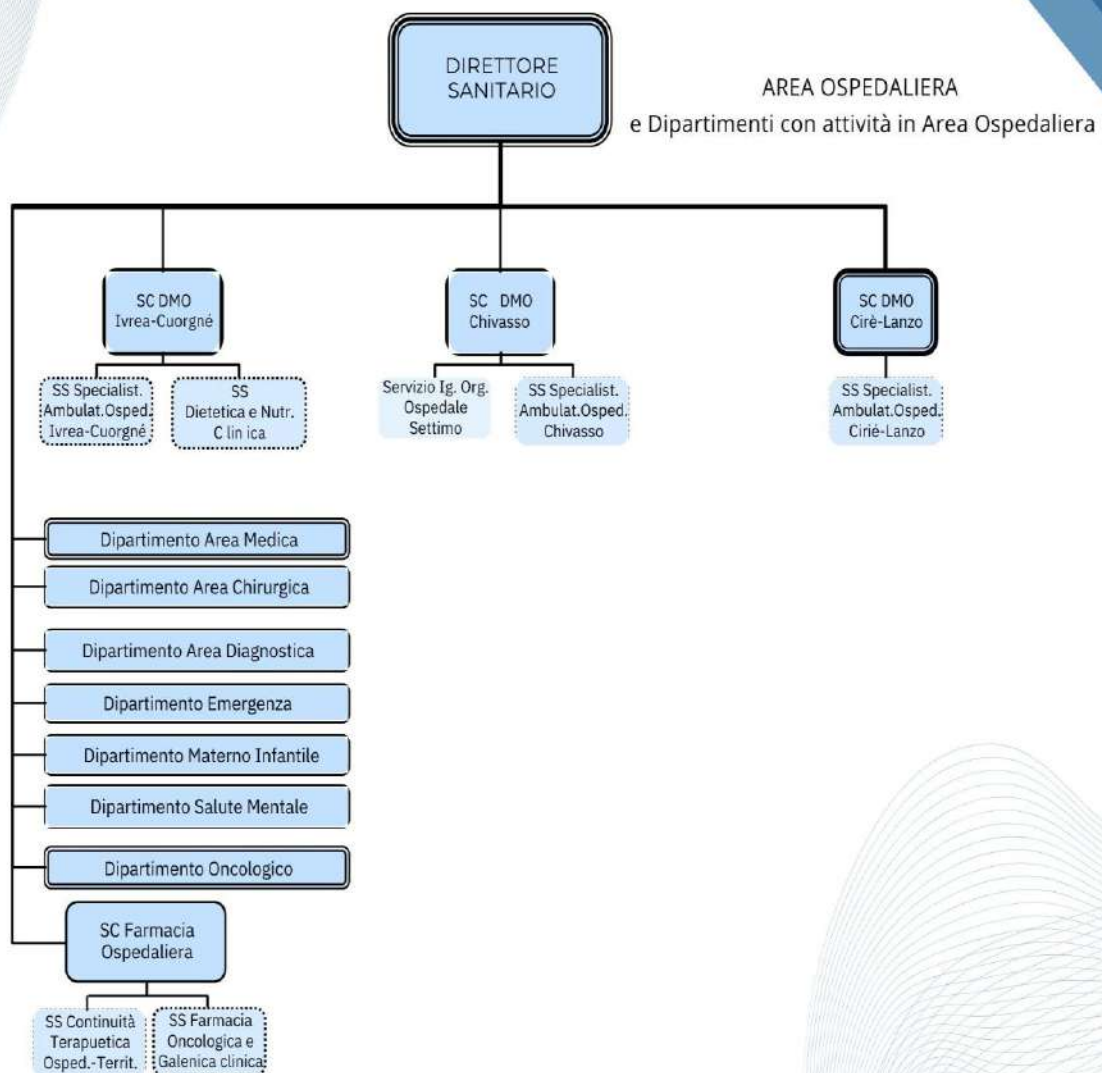 DIRETTORE
SANITARIO
AREA OSPEDALIERA
e Dipartimenti con attività in Area Ospedaliera
SC DMO
Ivrea-Cuorgné
SC DMO
Chivasso
SC DMO
Cirè-Lanzo
SS Specialist.
Ambulat.Osped.
Ivrea-Cuorgné
SS
Dietetica e Nutr.
C lin ica
Servizio Ig. Org.
Ospedale
Settimo
SS Specialist.
Ambulat.Osped.
Chivasso
SS Specialist.
Ambulat.Osped.
Cirié-Lanzo
Dipartimento Area Medica
Dipartimento Area Chirurgica
Dipartimento Area Diagnostica
Dipartimento Emergenza
Dipartimento Materno Infantile
Dipartimento Salute Mentale
Dipartimento Oncologico
SC Farmacia
Ospedaliera
SS Continuità
Terapuetica
Osped.-Territ.
SS Farmacia
Oncologica e
Galenica clinica